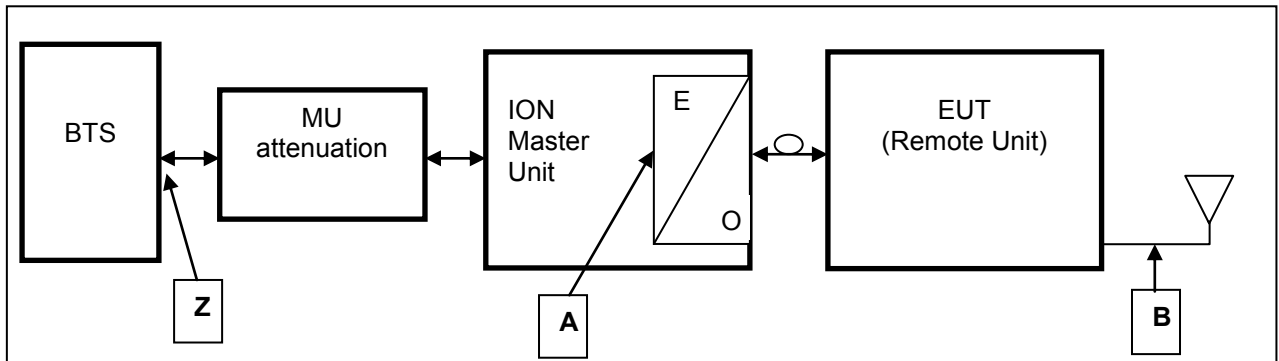 BTS
MU
attenuation
ION
Master
Unit
E
O
EUT
(Remote Unit)
Z
A
B